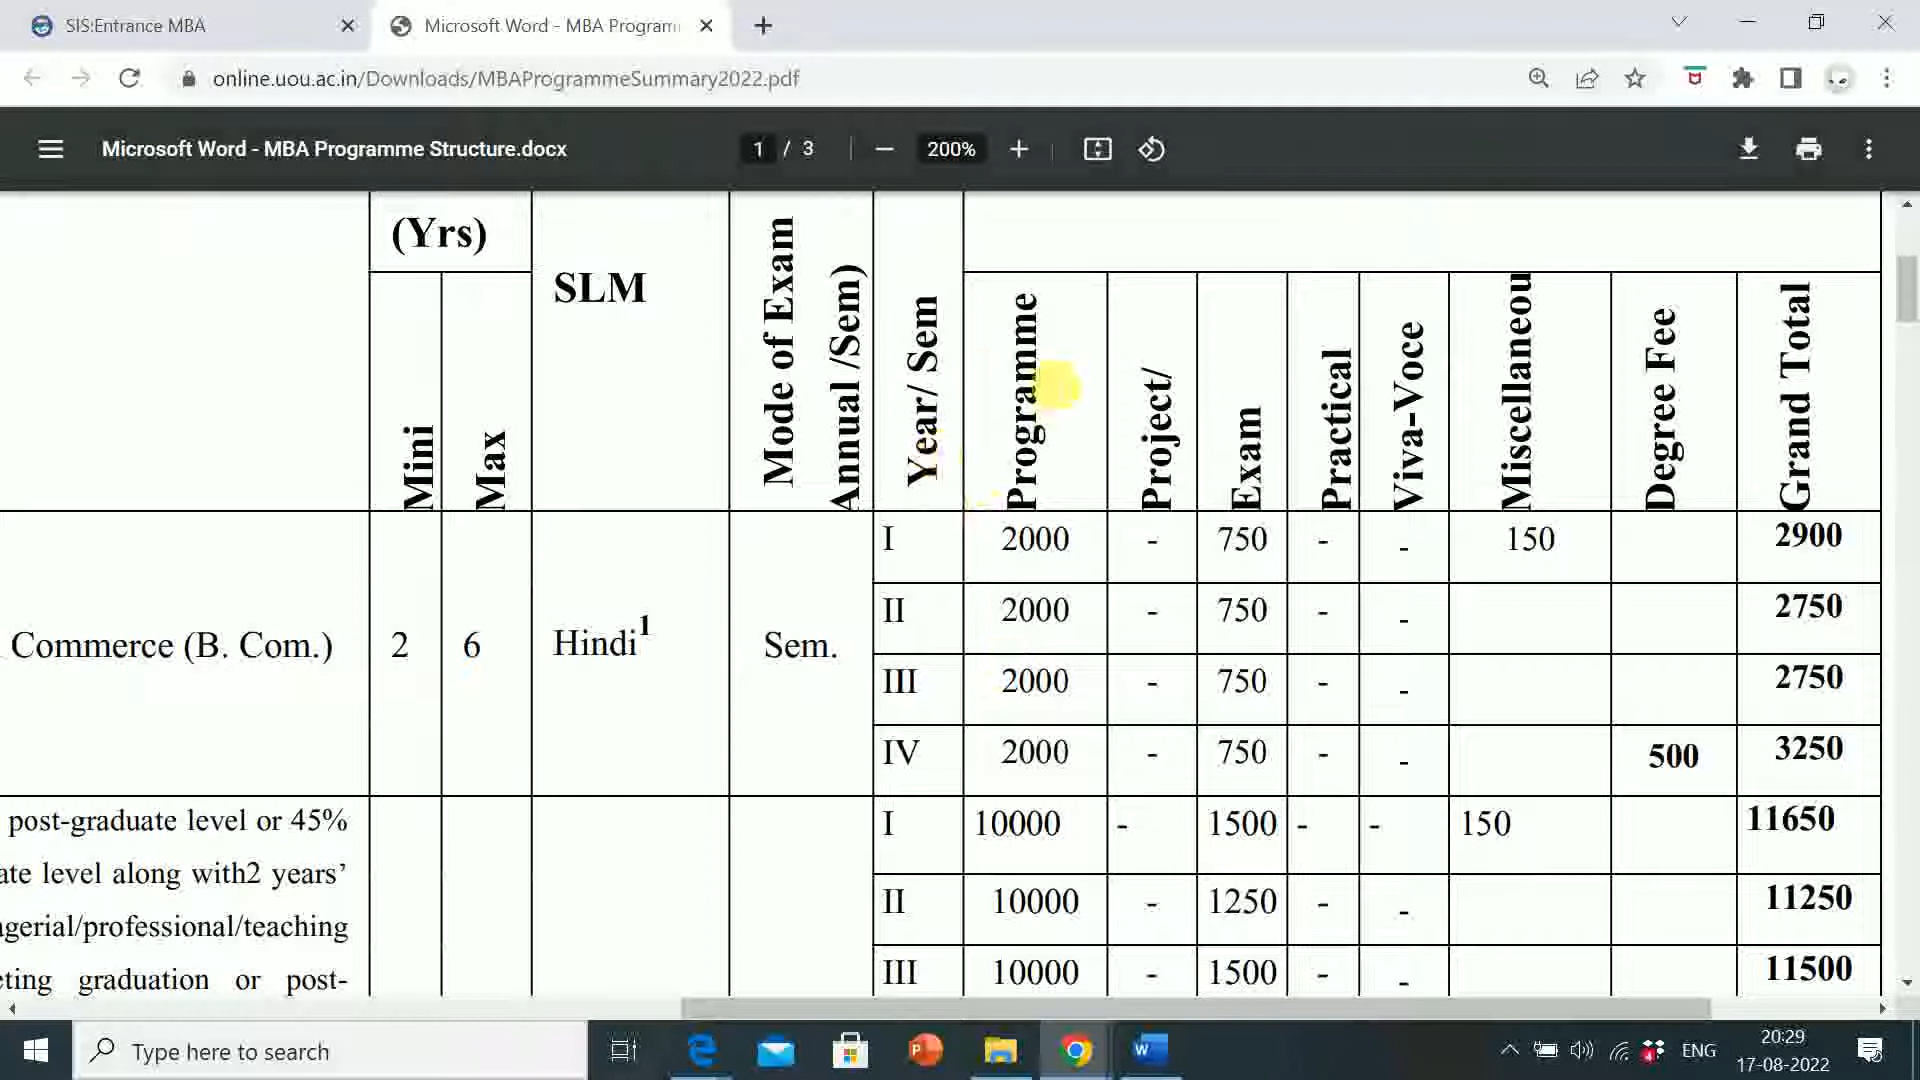 SIS:Entrance MBA
Microsoft Word - MBA Program
online.uou.ac.in/Downloads/MBAProgrammeSummary2022.pdf
Microsoft Word - MBA Programme Structure.docx
1 / 3
200%
(Yrs)
SLM
Mode of Exam
Annual /Sem)
Year/ Sem
Mini
Max
Programme
Project/
Exam
Practical
Viva-Voce
Miscellaneou
Degree Fee
Grand Total
Commerce (B. Com.) 2 6 Hindi1 Sem.
I 2000 - 750 - - 150 2900
II 2000 - 750 - - 2750
III 2000 - 750 - - 2750
IV 2000 - 750 - - 500 3250
post-graduate level or 45%
ate level along with2 years’
agerial/professional/teaching
eting graduation or post-
I 10000 - 1500 - - 150 11650
II 10000 - 1250 - - 11250
III 10000 - 1500 - - 11500
Type here to search
ENG
20:29
17-08-2022